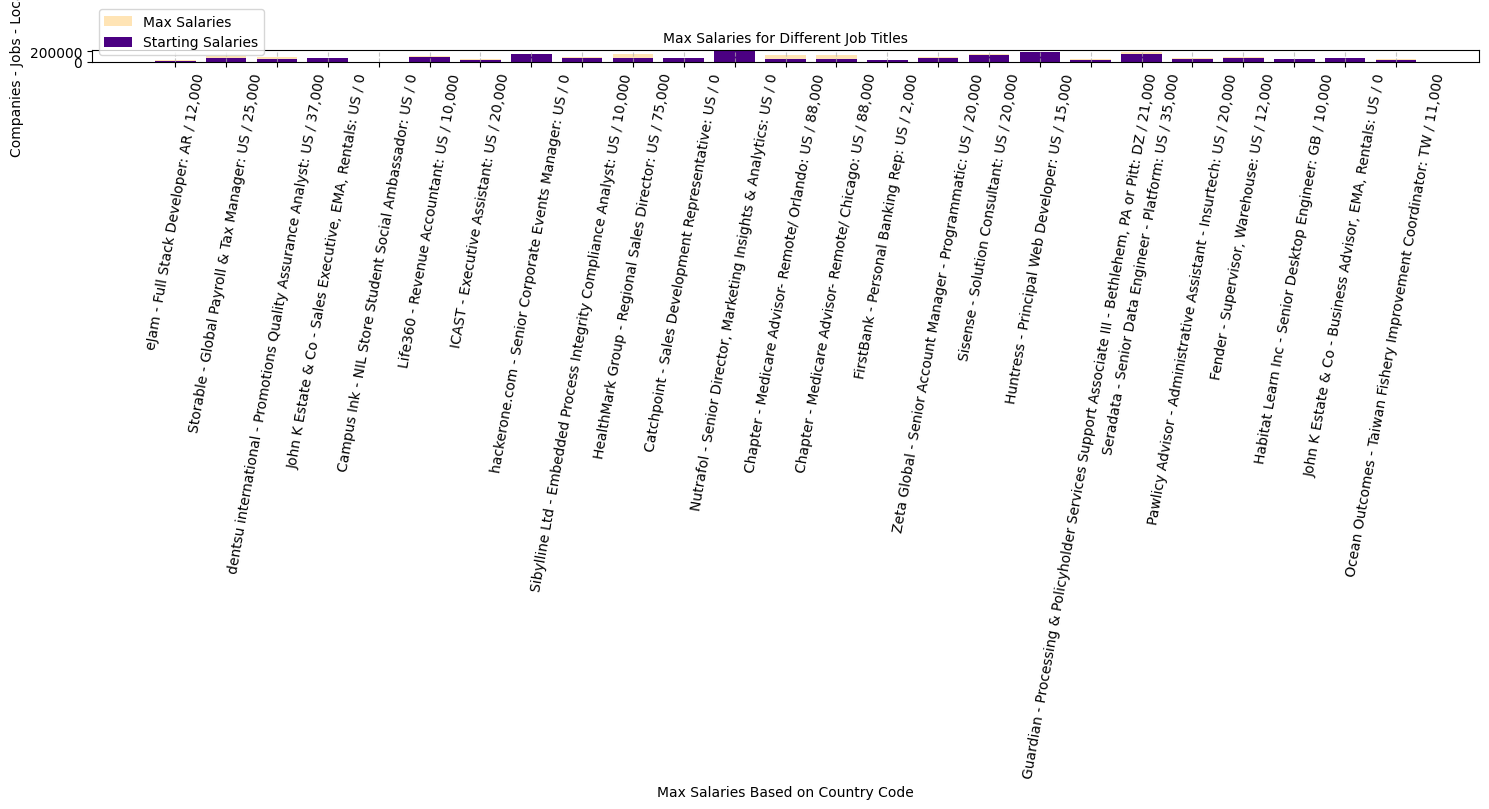 Max Salaries
Starting Salaries
Max Salaries for Different Job Titles
Companies - Jobs - Loc
200000
0
eJam - Full Stack Developer: AR / 12,000
Storable - Global Payroll & Tax Manager: US / 25,000
dentsu international - Promotions Quality Assurance Analyst: US / 37,000
John K Estate & Co - Sales Executive, EMA, Rentals: US / 0
Campus Ink - NIL Store Student Social Ambassador: US / 0
Life360 - Revenue Accountant: US / 10,000
ICAST - Executive Assistant: US / 20,000
hackerone.com - Senior Corporate Events Manager: US / 0
Sibylline Ltd - Embedded Process Integrity Compliance Analyst: US / 10,000
HealthMark Group - Regional Sales Director: US / 75,000
Catchpoint - Sales Development Representative: US / 0
Nutrafol - Senior Director, Marketing Insights & Analytics: US / 0
Chapter - Medicare Advisor- Remote/ Orlando: US / 88,000
Chapter - Medicare Advisor- Remote/ Chicago: US / 88,000
FirstBank - Personal Banking Rep: US / 2,000
Zeta Global - Senior Account Manager - Programmatic: US / 20,000
Sisense - Solution Consultant: US / 20,000
Huntress - Principal Web Developer: US / 15,000
Guardian - Processing & Policyholder Services Support Associate III - Bethlehem, PA or Pitt: DZ / 21,000
Seradata - Senior Data Engineer - Platform: US / 35,000
Pawlicy Advisor - Administrative Assistant - Insurtech: US / 20,000
Fender - Supervisor, Warehouse: US / 12,000
Habitat Learn Inc - Senior Desktop Engineer: GB / 10,000
John K Estate & Co - Business Advisor, EMA, Rentals: US / 0
Ocean Outcomes - Taiwan Fishery Improvement Coordinator: TW / 11,000
Max Salaries Based on Country Code